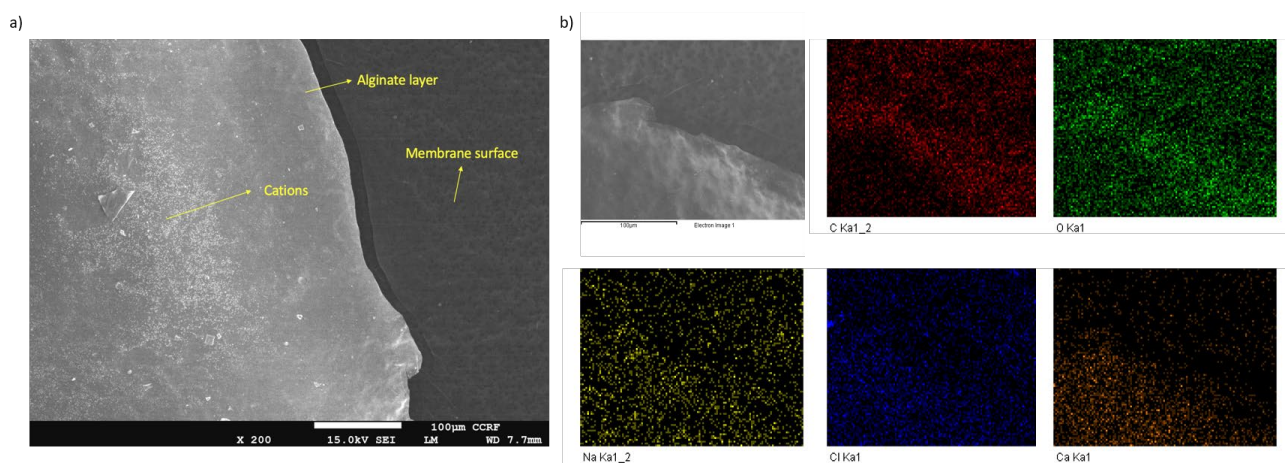 a)
Alginate layer
Membrane surface
Cations
100µm CCRF
X 200 15.0kV SEI LM WD 7.7mm
b)
100µm Electron Image 1
C Ka1_2
O Ka1
Na Ka1_2
Cl Ka1
Ca Ka1